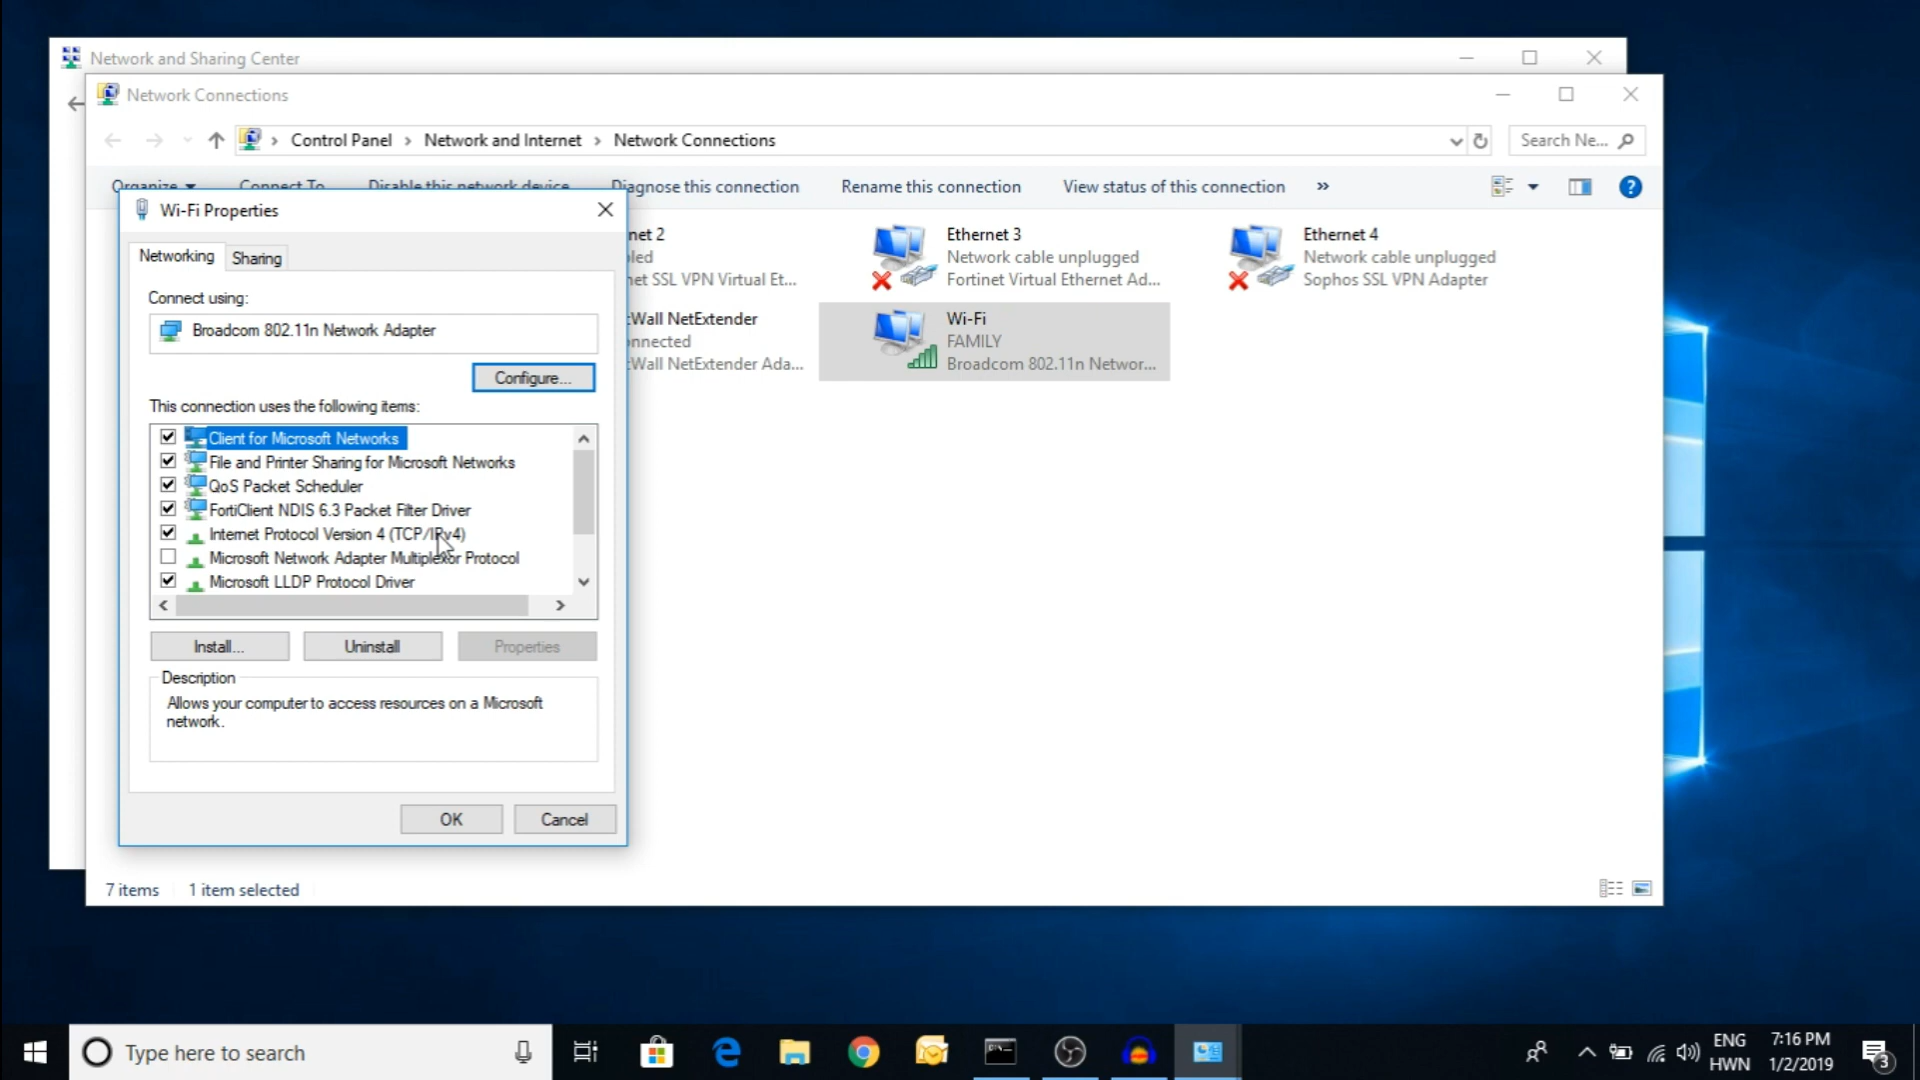 Network and Sharing Center
Network Connections
Control Panel > Network and Internet > Network Connections
Search Ne...
Organize Connect To Disable this network device Diagnose this connection Rename this connection View status of this connection »
Wi-Fi Properties
Networking Sharing
Connect using:
Broadcom 802.11n Network Adapter
Configure...
This connection uses the following items:
Client for Microsoft Networks
File and Printer Sharing for Microsoft Networks
QoS Packet Scheduler
FortiClient NDIS 6.3 Packet Filter Driver
Internet Protocol Version 4 (TCP/IPv4)
Microsoft Network Adapter Multiplexor Protocol
Microsoft LLDP Protocol Driver
Install... Uninstall Properties
Description
Allows your computer to access resources on a Microsoft
network.
OK Cancel
net 2
led
net SSL VPN Virtual Et...
Ethernet 3
Network cable unplugged
Fortinet Virtual Ethernet Ad...
Ethernet 4
Network cable unplugged
Sophos SSL VPN Adapter
Wall NetExtender
nnected
Wall NetExtender Ada...
Wi-Fi
FAMILY
Broadcom 802.11n Networ...
7 items 1 item selected
Type here to search
ENG
HWN
7:16 PM
1/2/2019
3